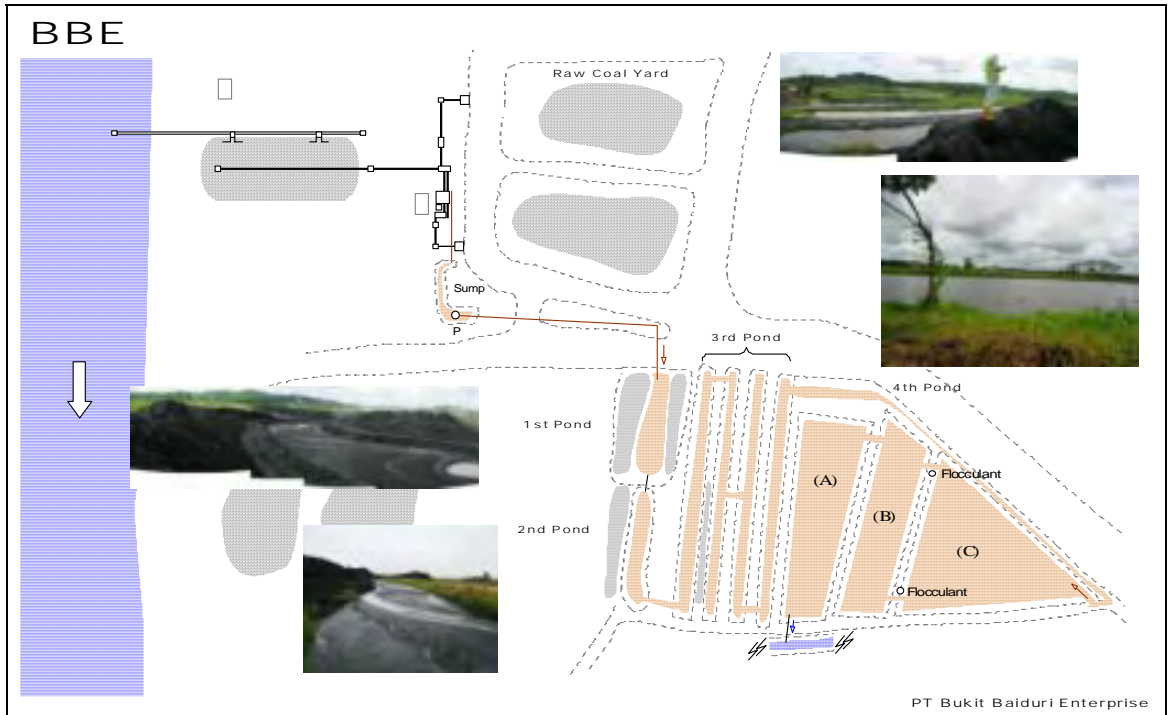 BBE
Raw Coal Yard
Sump
P
3rd Pond
4th Pond
1st Pond
(A)
Flocculant
(B)
2nd Pond
(C)
Flocculant
PT Bukit Baiduri Enterprise